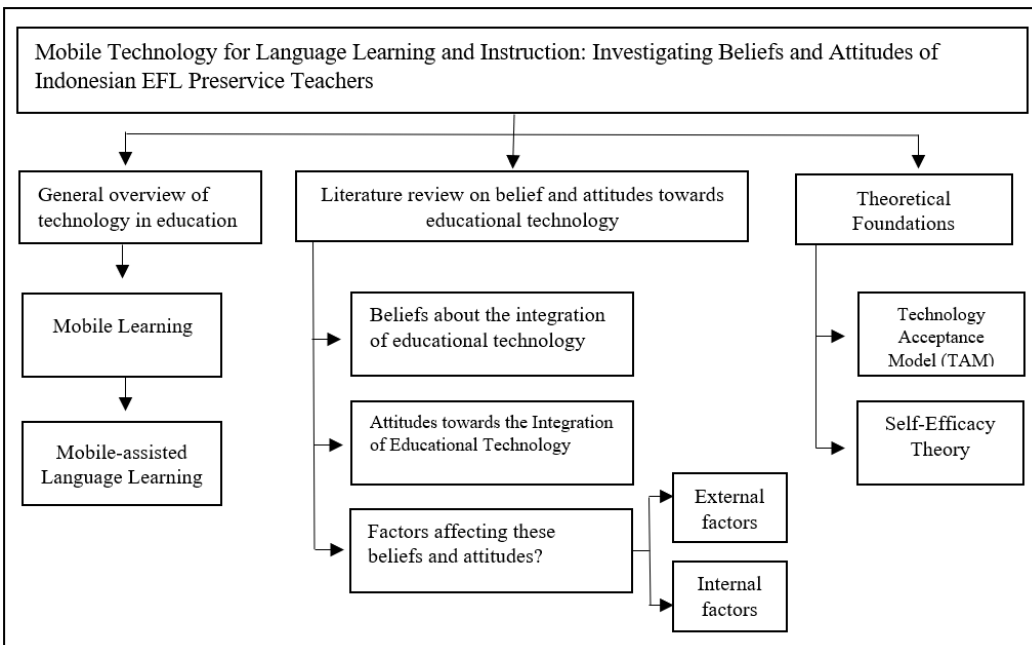 Mobile Technology for Language Learning and Instruction: Investigating Beliefs and Attitudes of
Indonesian EFL Preservice Teachers
General overview of
technology in education
Literature review on belief and attitudes towards
educational technology
Theoretical
Foundations
Mobile Learning
Beliefs about the integration
of educational technology
Technology
Acceptance
Model (TAM)
Mobile-assisted
Language Learning
Attitudes towards the Integration
of Educational Technology
Self-Efficacy
Theory
Factors affecting these
beliefs and attitudes?
External
factors
Internal
factors